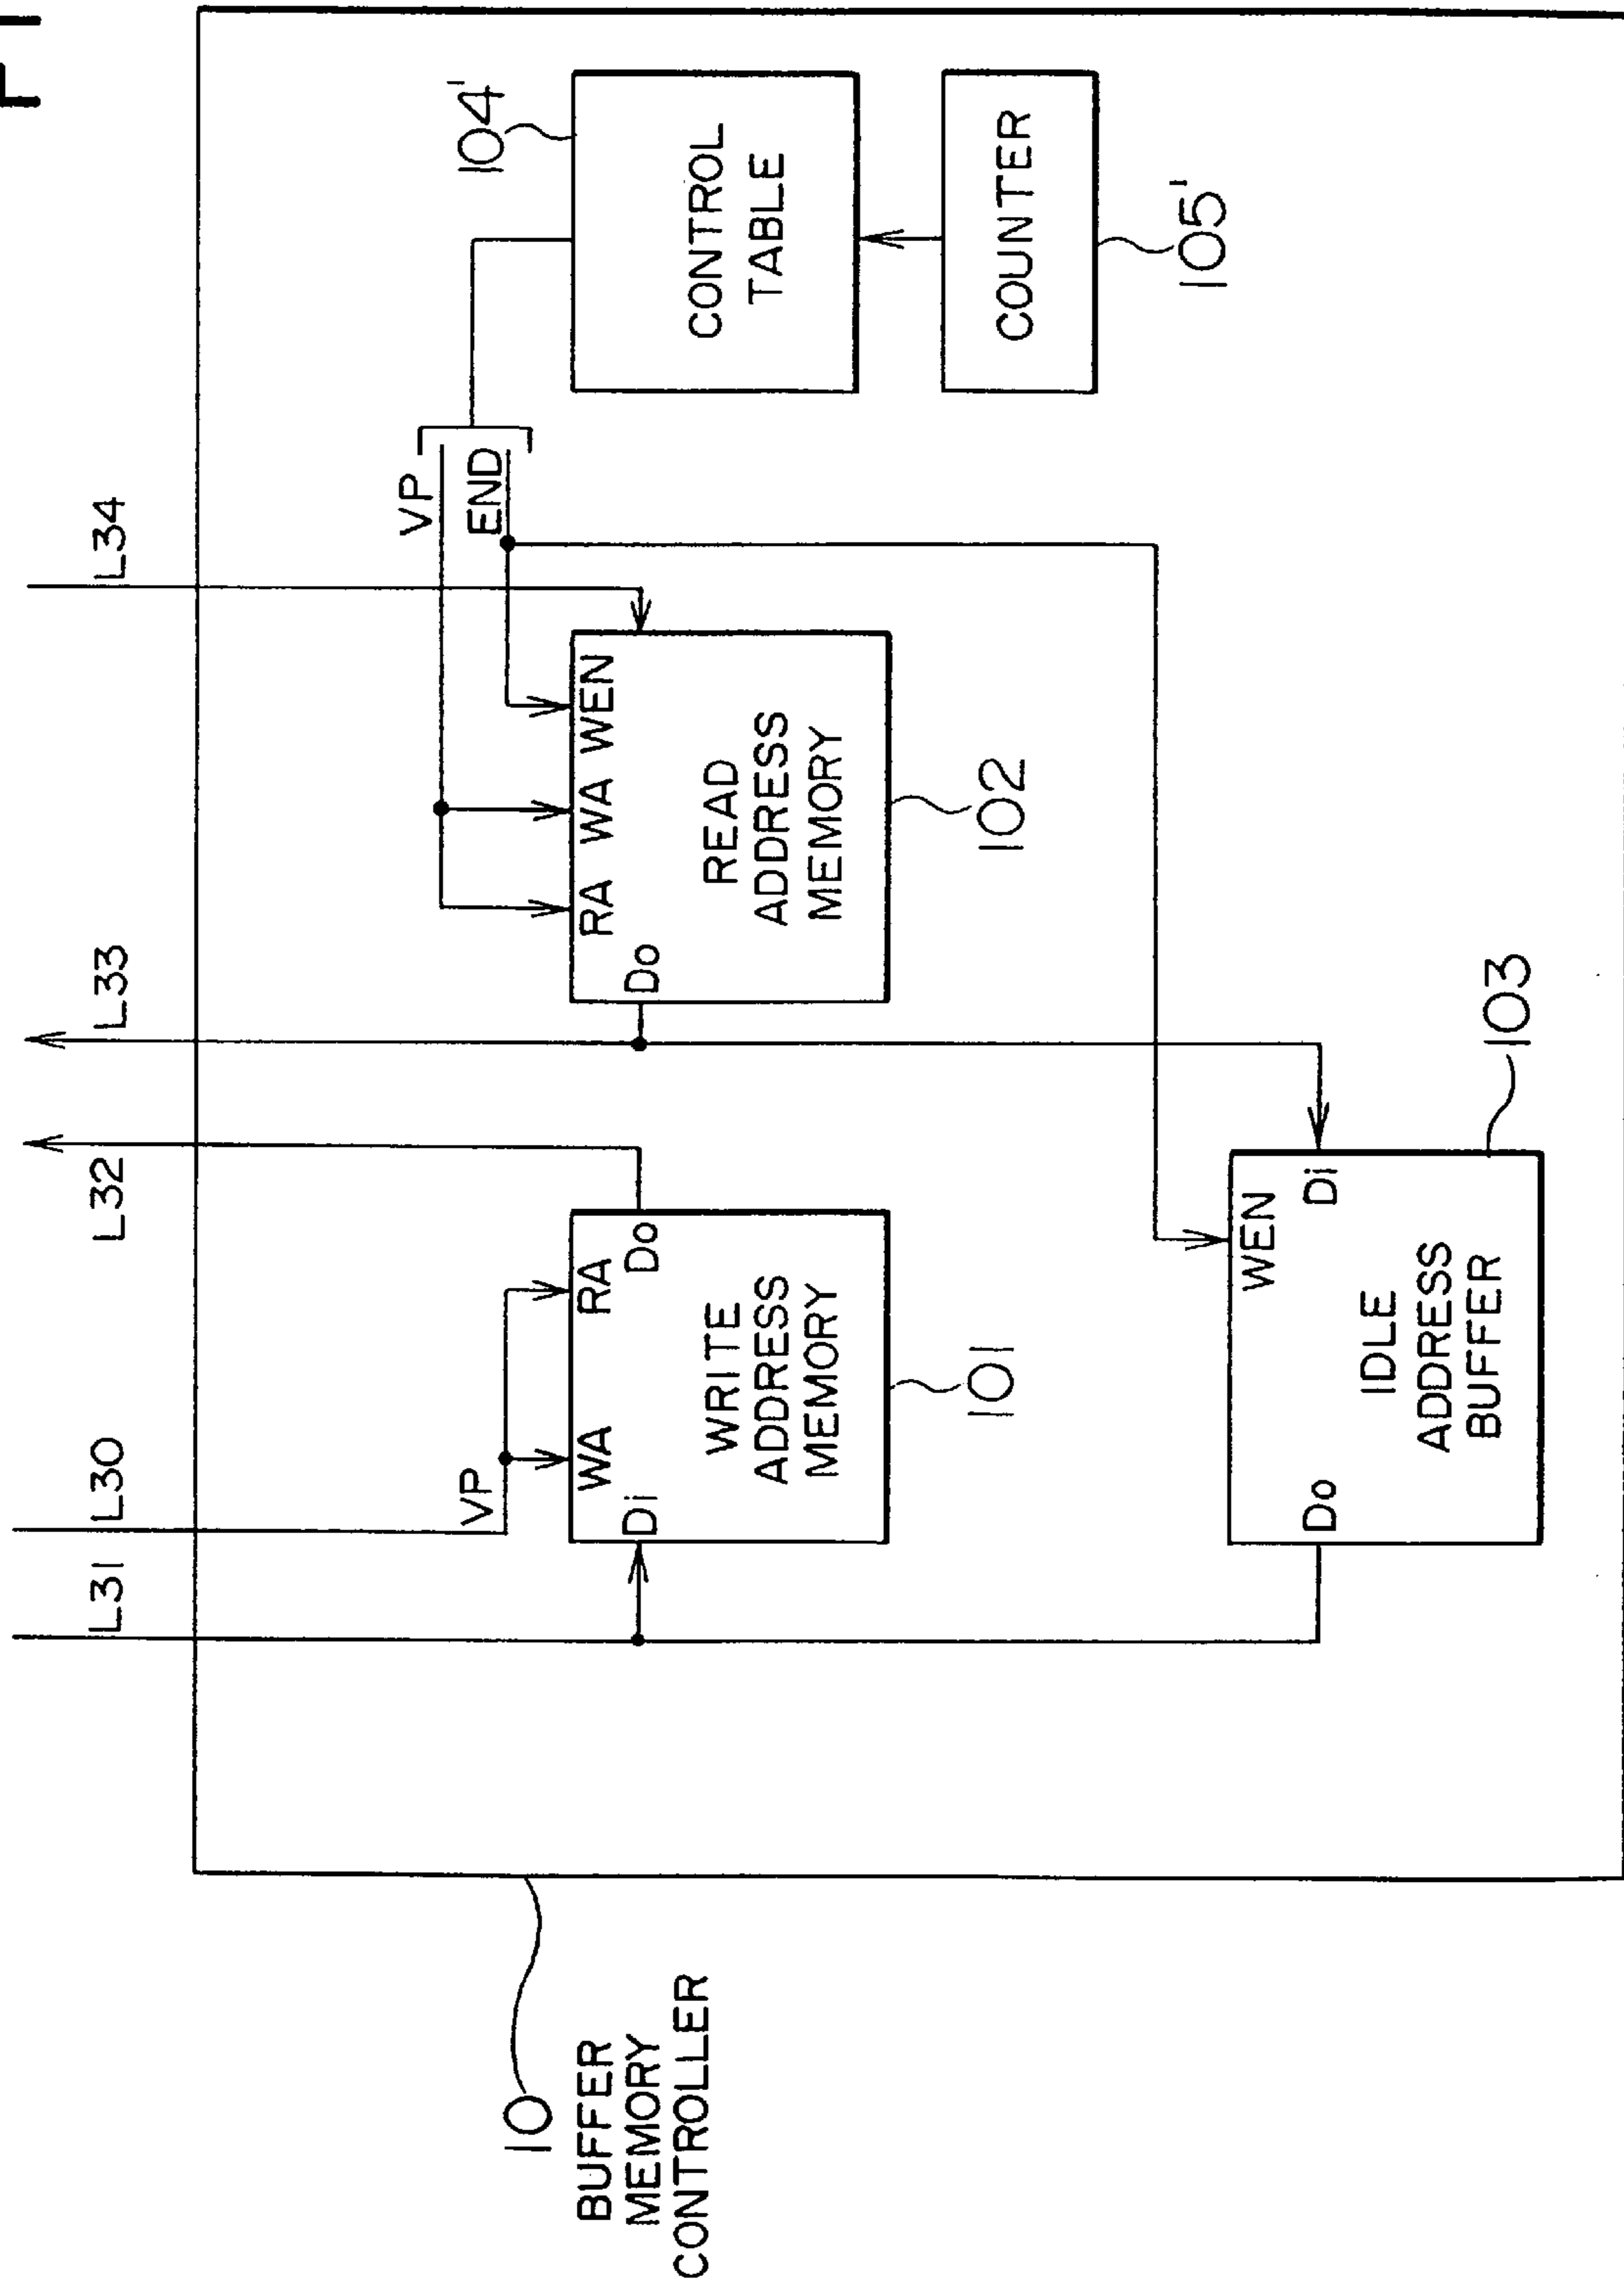 L31
L30
L32
L33
L34
VP
VP
END
104'
WA
RA
Di
Do
WRITE
ADDRESS
MEMORY
101
RA
WA
WEN
Do
READ
ADDRESS
MEMORY
102
CONTROL
TABLE
COUNTER
105'
WEN
Do
Di
IDLE
ADDRESS
BUFFER
103
10
BUFFER
MEMORY
CONTROLLER